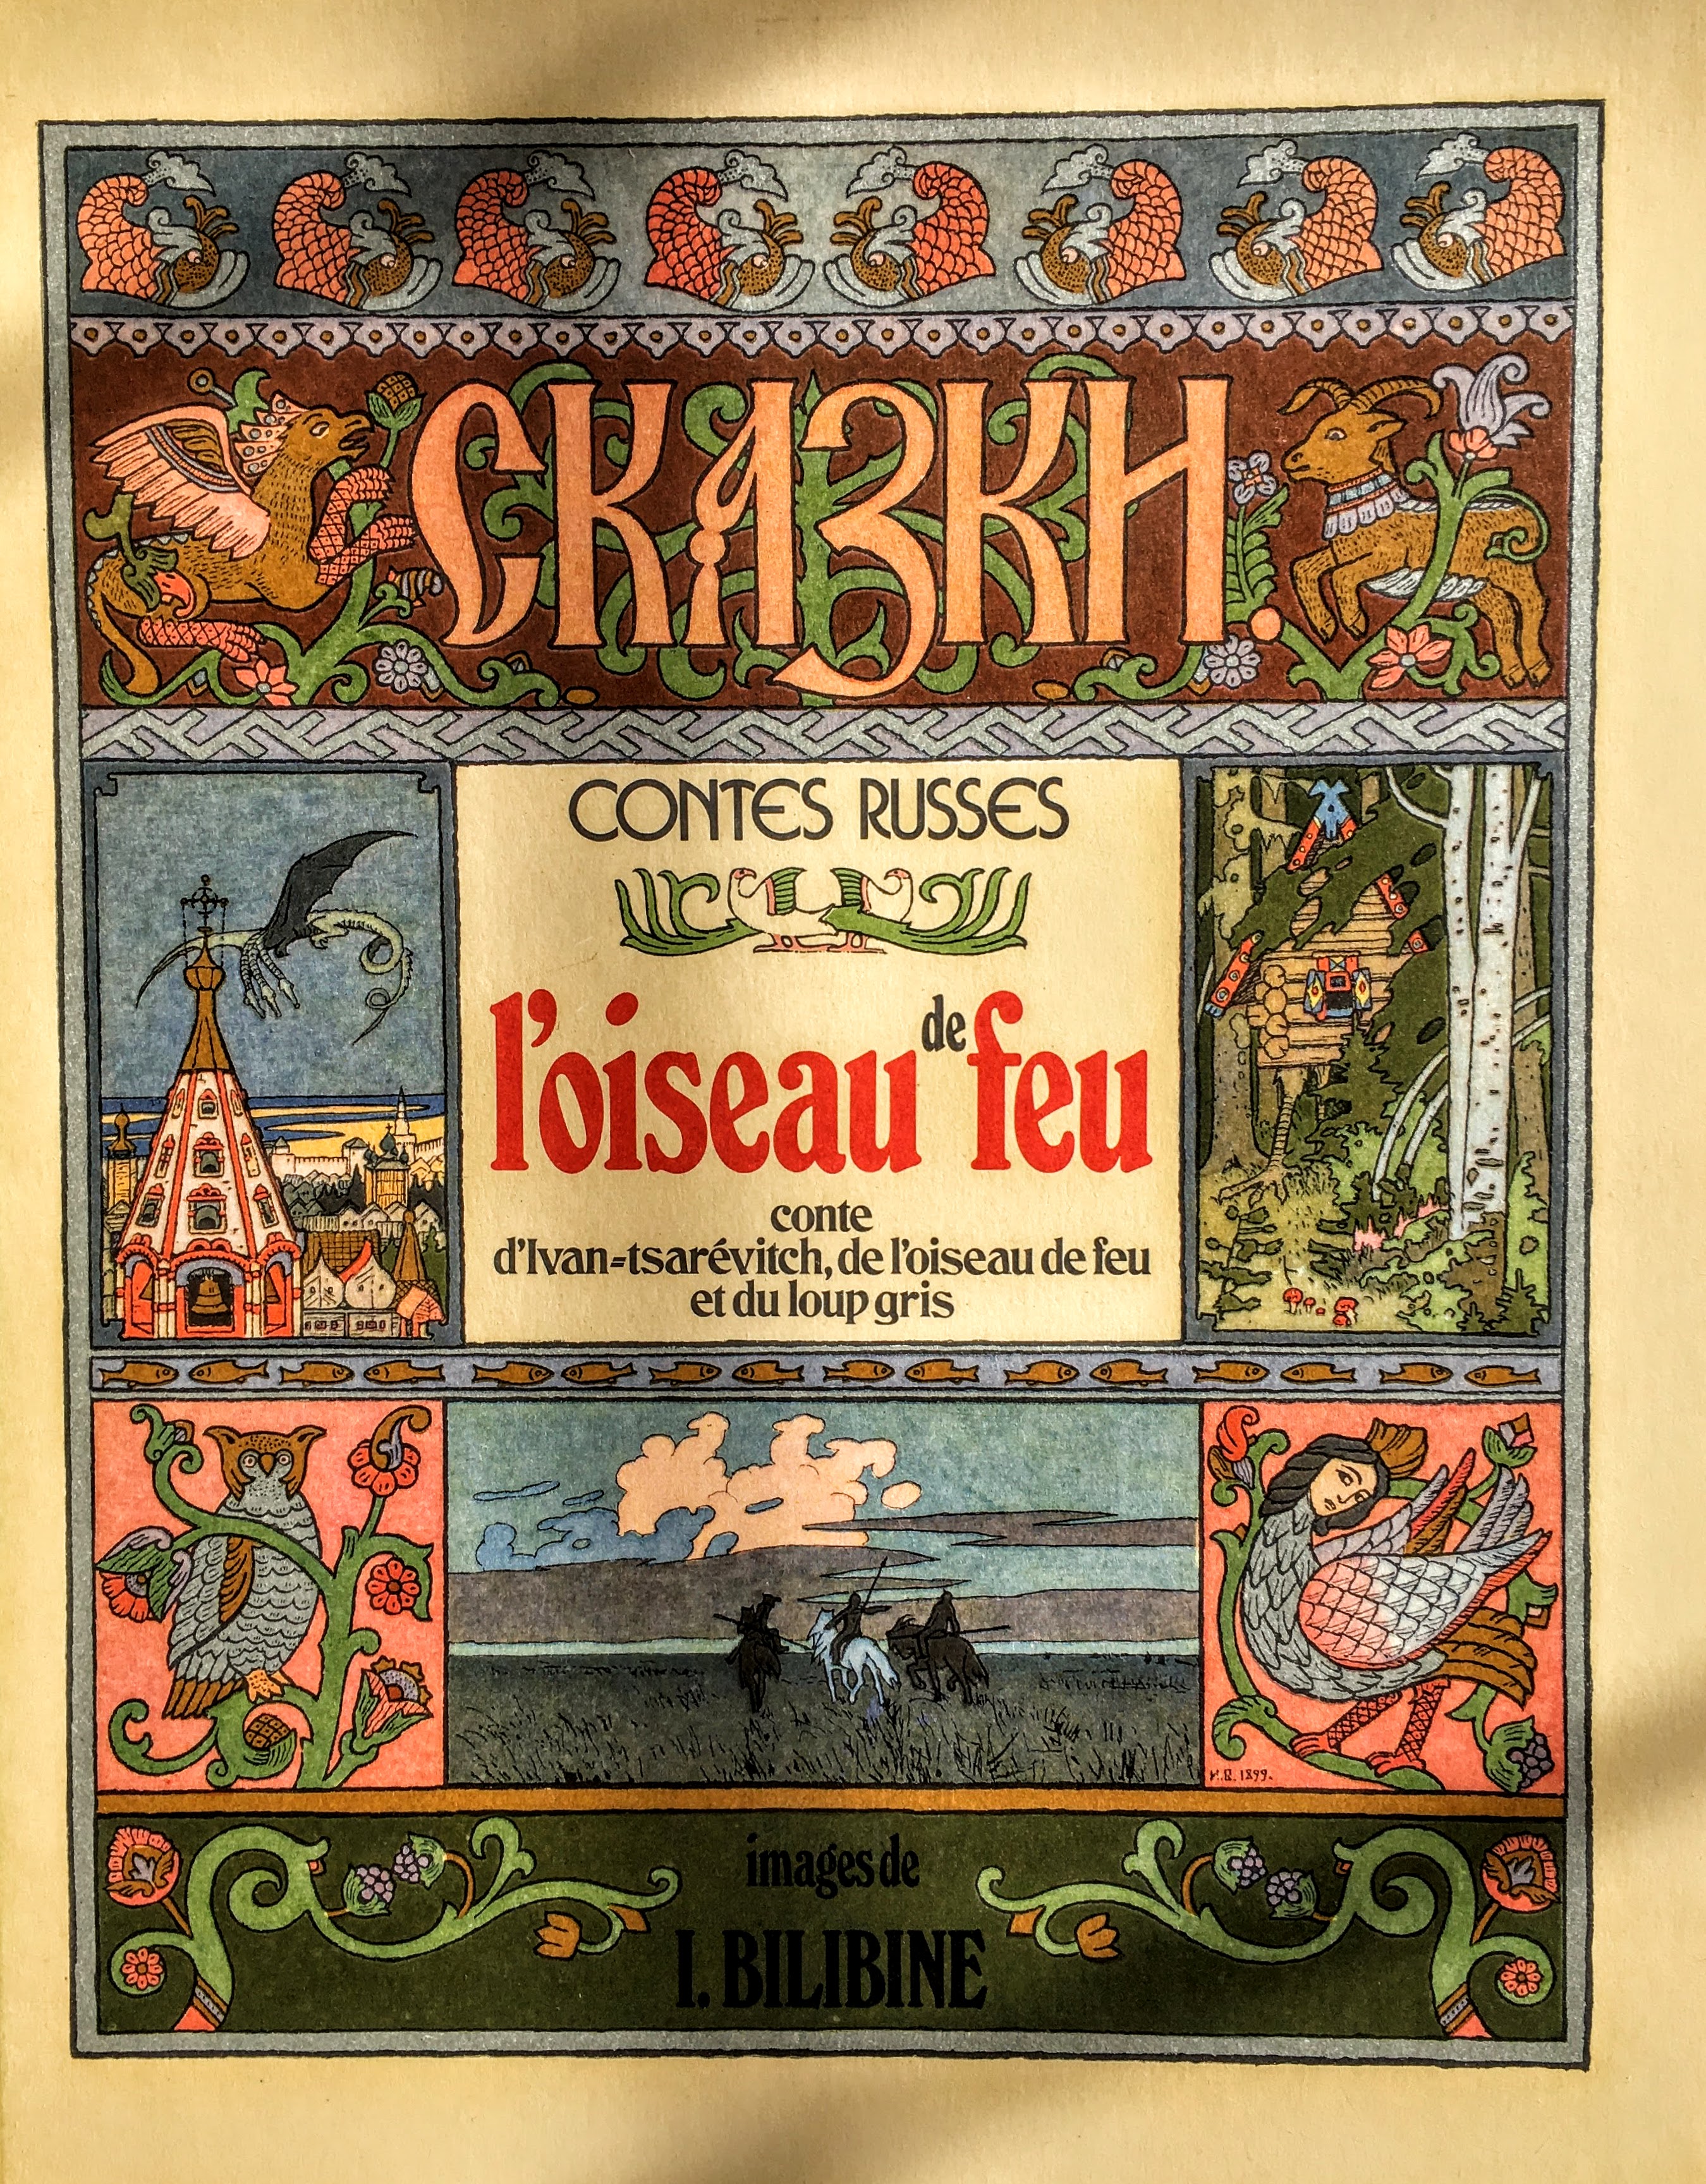 СКАЗКИ.
CONTES RUSSES
l'oiseau de feu
conte
d'Ivan-tsarévitch, de l'oiseau de feu
et du loup gris
И.Б. 1899.
images de
I. BILIBINE